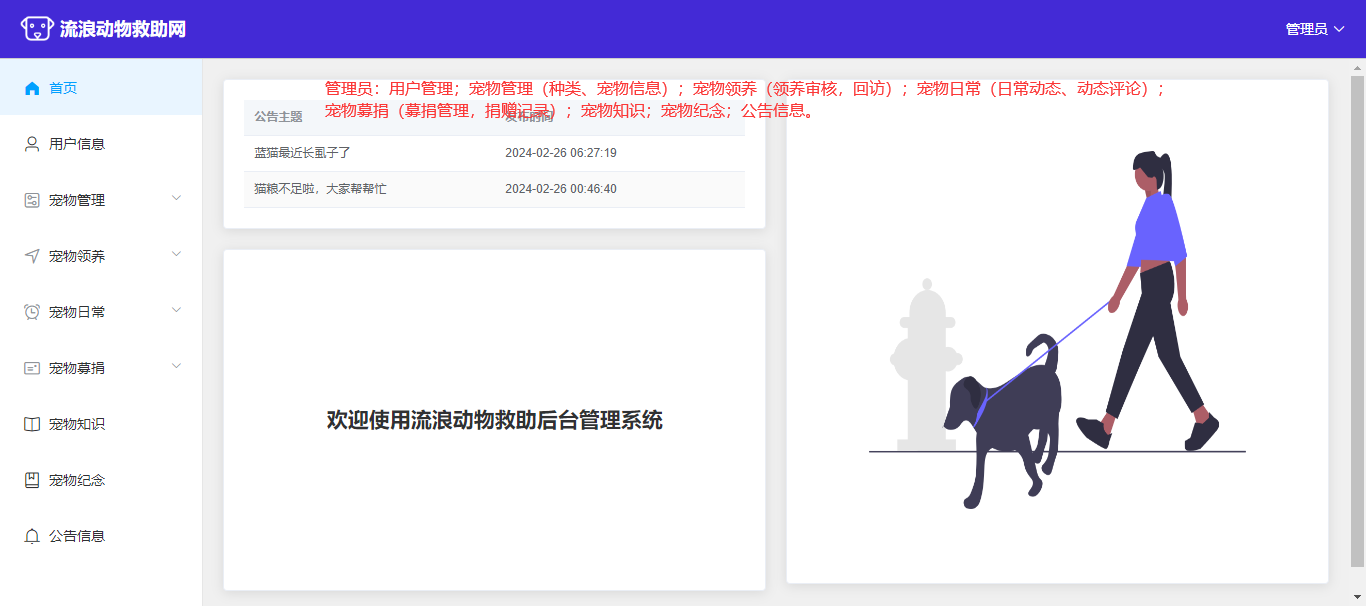 流浪动物救助网
管理员
首页
用户信息
宠物管理
宠物领养
宠物日常
宠物募捐
宠物知识
宠物纪念
公告信息
管理员：用户管理；宠物管理（种类、宠物信息）；宠物领养（领养审核，回访）；宠物日常（日常动态、动态评论）；
宠物募捐（募捐管理，捐赠记录）；宠物知识；宠物纪念；公告信息。
公告主题 发布时间
蓝猫最近长虱子了 2024-02-26 06:27:19
猫粮不足啦，大家帮帮忙 2024-02-26 00:46:40
欢迎使用流浪动物救助后台管理系统